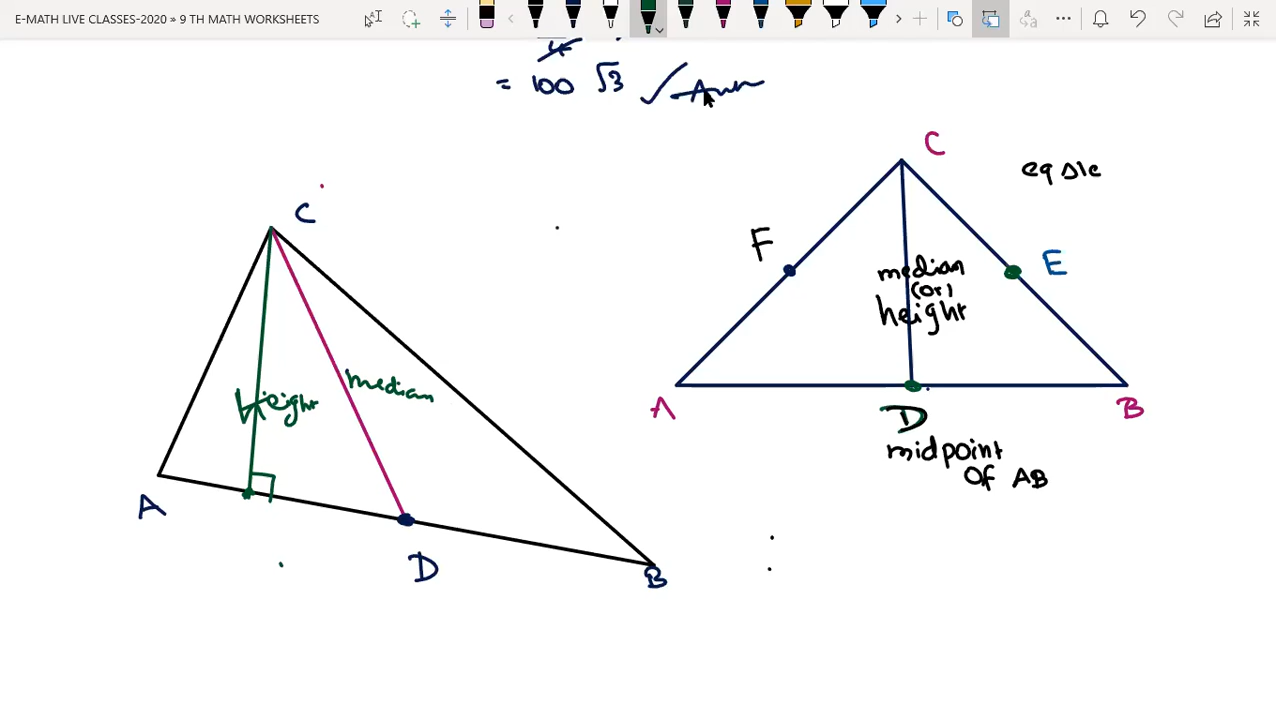 E-MATH LIVE CLASSES-2020 » 9 TH MATH WORKSHEETS
= 100 √3
C
eq Δle
C
F
E
median
(or)
height
median
Height
A
B
D
midpoint
Of AB
A
D
B